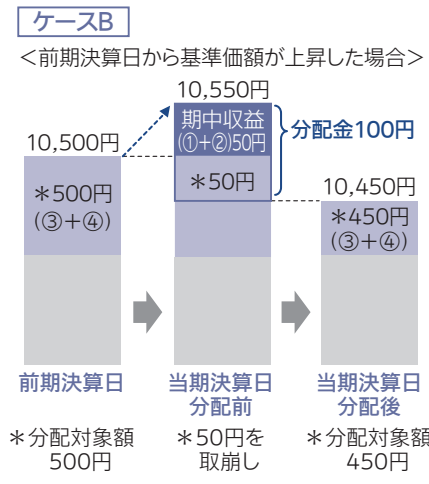 ケースB
＜前期決算日から基準価額が上昇した場合＞
10,550円
期中収益
(①+②)50円
分配金100円
10,500円
＊50円
＊500円
(③+④)
10,450円
＊450円
(③+④)
前期決算日
当期決算日
分配前
当期決算日
分配後
＊分配対象額
500円
＊50円を
取崩し
＊分配対象額
450円